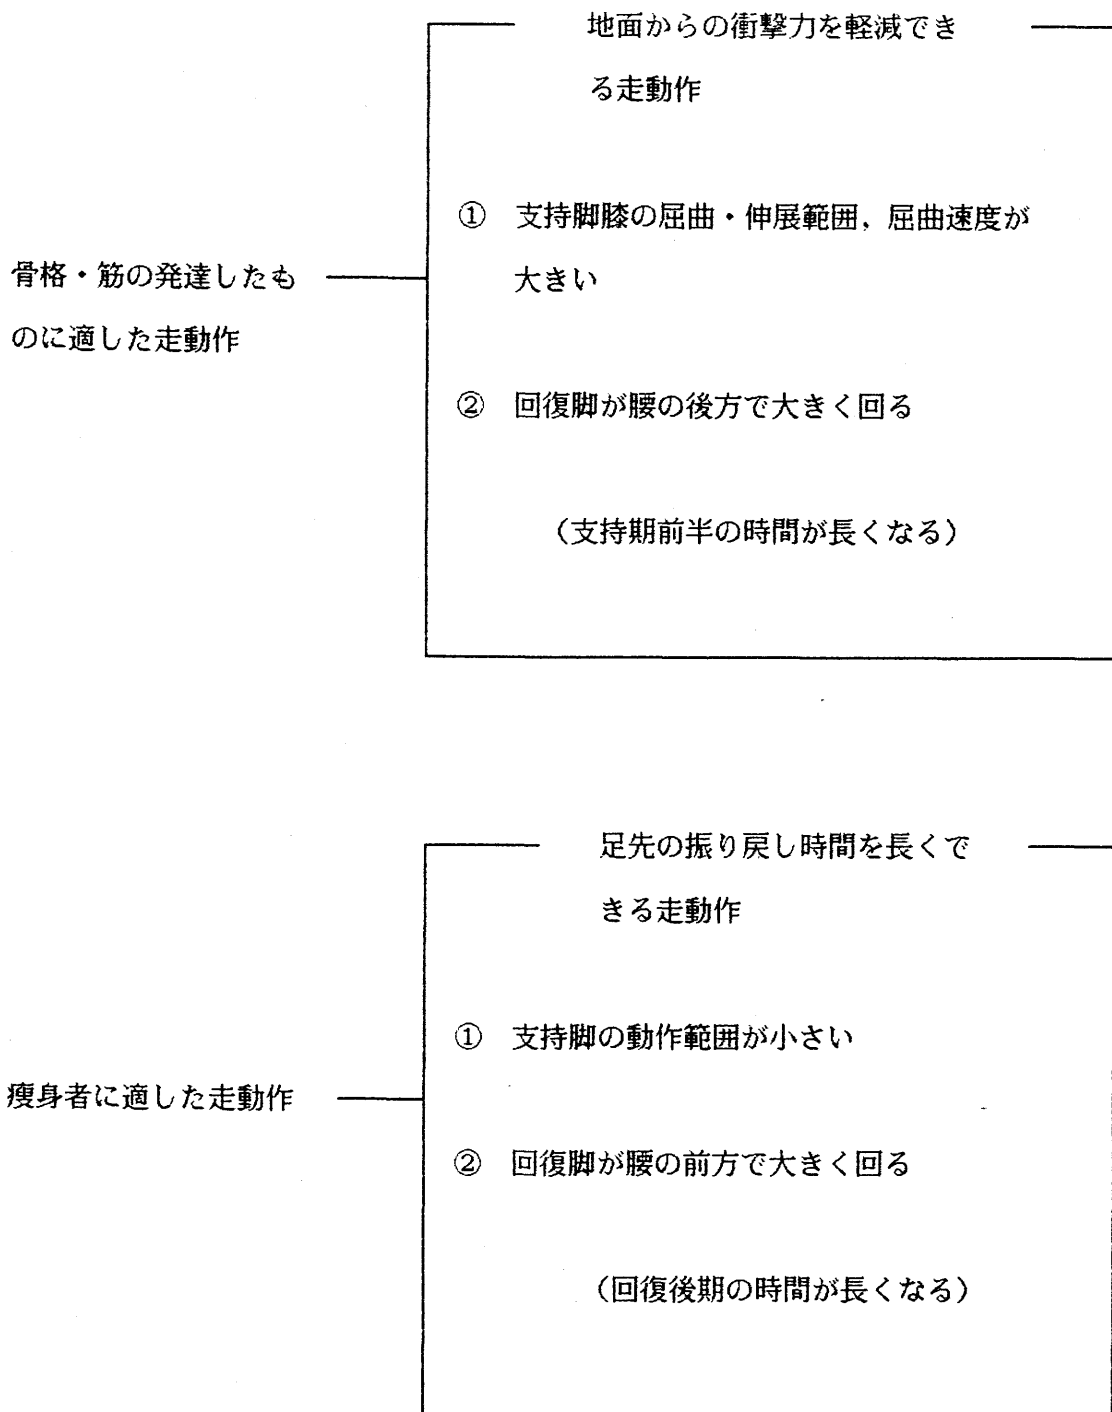 地面からの衝撃力を軽減でき
る走動作
① 支持脚膝の屈曲・伸展範囲，屈曲速度が
大きい
骨格・筋の発達したも
のに適した走動作
② 回復脚が腰の後方で大きく回る
（支持期前半の時間が長くなる）
足先の振り戻し時間を長くで
きる走動作
① 支持脚の動作範囲が小さい
痩身者に適した走動作
② 回復脚が腰の前方で大きく回る
（回復後期の時間が長くなる）